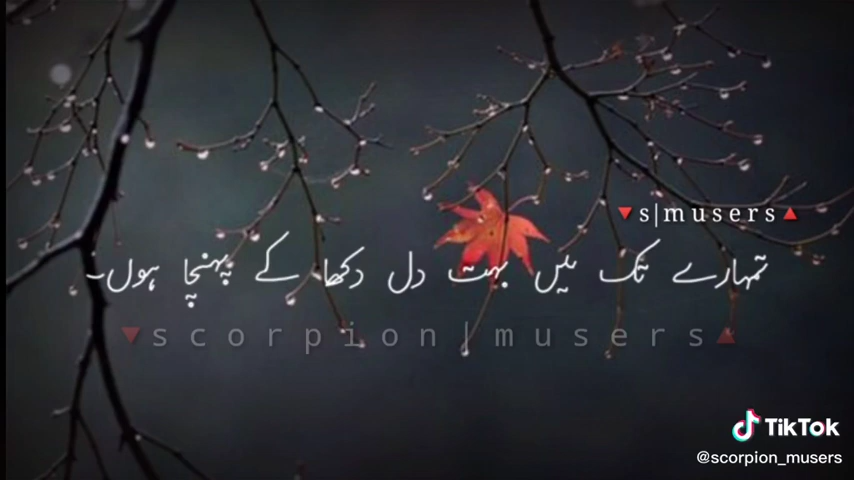 s|musers
تمہارے تک میں بہت دل دکھا کے پہنچا ہوں۔
scorpion|musers
TikTok
@scorpion_musers